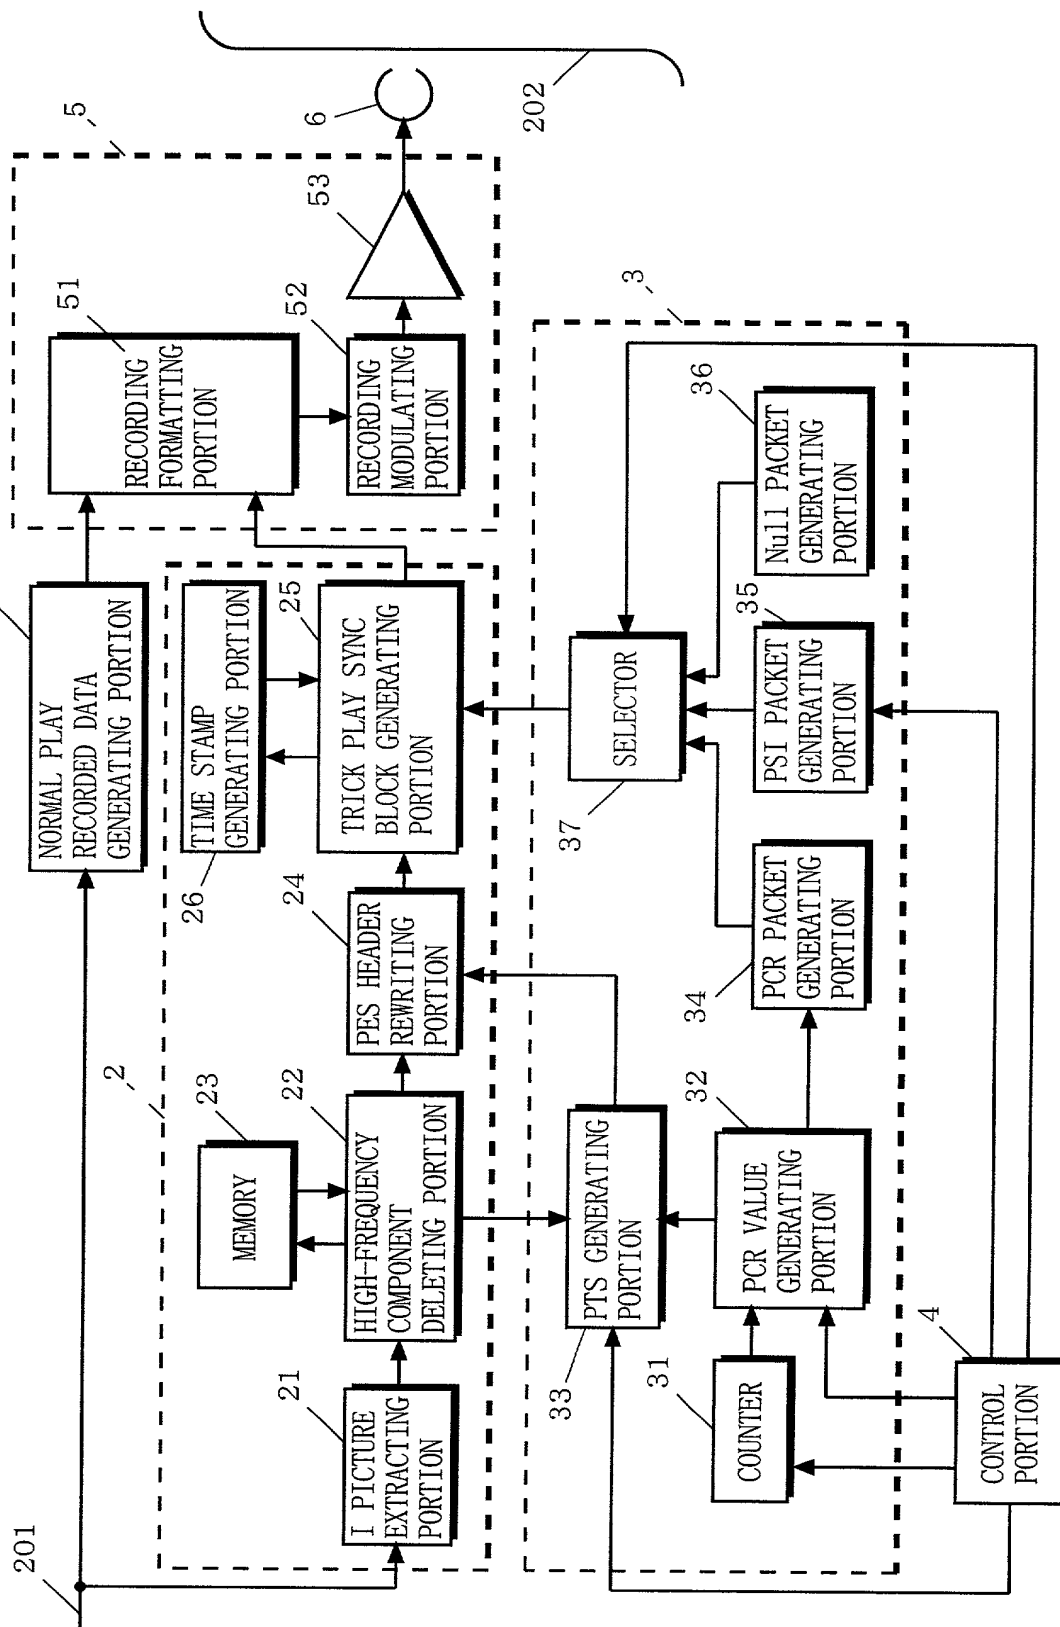 201
NORMAL PLAY
RECORDED DATA
GENERATING PORTION
5
51
RECORDING
FORMATTING
PORTION
52
RECORDING
MODULATING
PORTION
53
6
202
2
21
I PICTURE
EXTRACTING
PORTION
23
MEMORY
22
HIGH-FREQUENCY
COMPONENT
DELETING PORTION
24
PES HEADER
REWRITING
PORTION
26
TIME STAMP
GENERATING PORTION
25
TRICK PLAY SYNC
BLOCK GENERATING
PORTION
3
33
PTS GENERATING
PORTION
37
SELECTOR
31
COUNTER
32
PCR VALUE
GENERATING
PORTION
34
PCR PACKET
GENERATING
PORTION
35
PSI PACKET
GENERATING
PORTION
36
Null PACKET
GENERATING
PORTION
4
CONTROL
PORTION